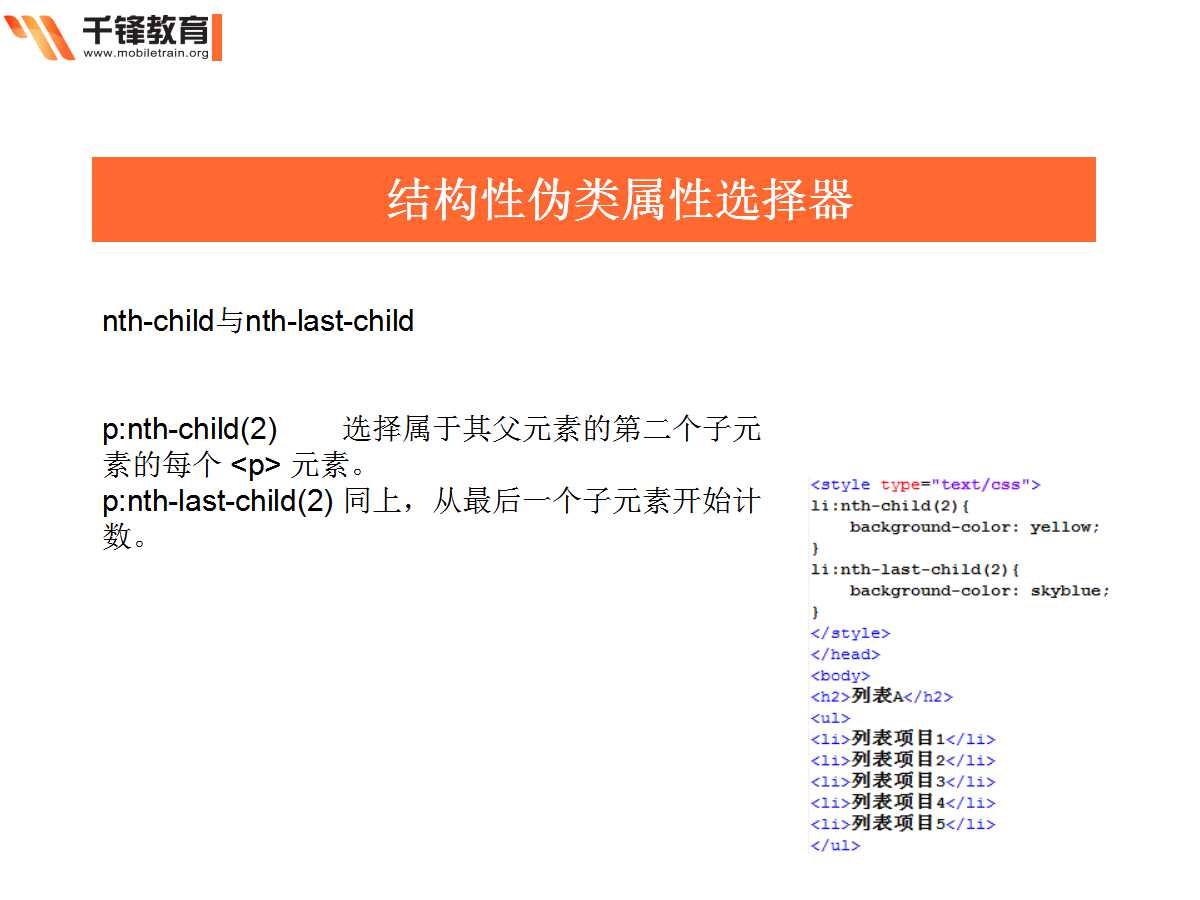 千锋教育
www.mobiletrain.org
结构性伪类属性选择器
nth-child与nth-last-child
p:nth-child(2) 选择属于其父元素的第二个子元
素的每个 <p> 元素。
p:nth-last-child(2) 同上，从最后一个子元素开始计
数。
<style type="text/css">
li:nth-child(2){
    background-color: yellow;
}
li:nth-last-child(2){
    background-color: skyblue;
}
</style>
</head>
<body>
<h2>列表A</h2>
<ul>
<li>列表项目1</li>
<li>列表项目2</li>
<li>列表项目3</li>
<li>列表项目4</li>
<li>列表项目5</li>
</ul>